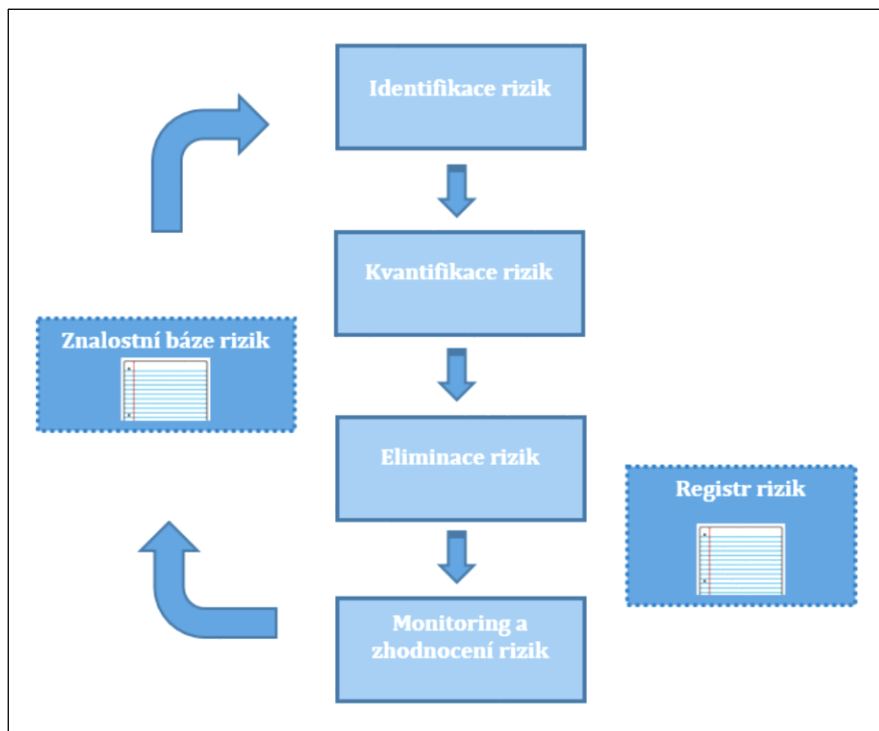 Identifikace rizik
Kvantifikace rizik
Znalostní báze rizik
Eliminace rizik
Registr rizik
Monitoring a
zhodnocení rizik